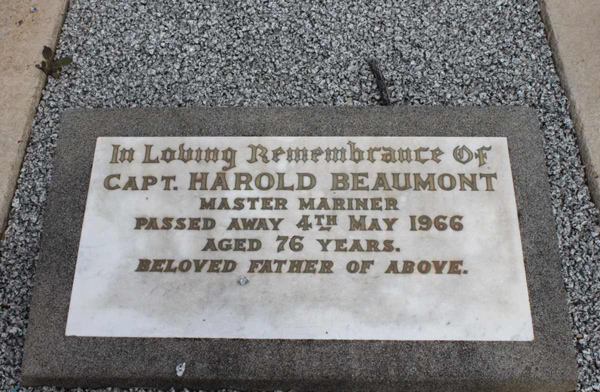 In Loving Remembrance Of
CAPT. HAROLD BEAUMONT
MASTER MARINER
PASSED AWAY 4TH MAY 1966
AGED 76 YEARS.
BELOVED FATHER OF ABOVE.